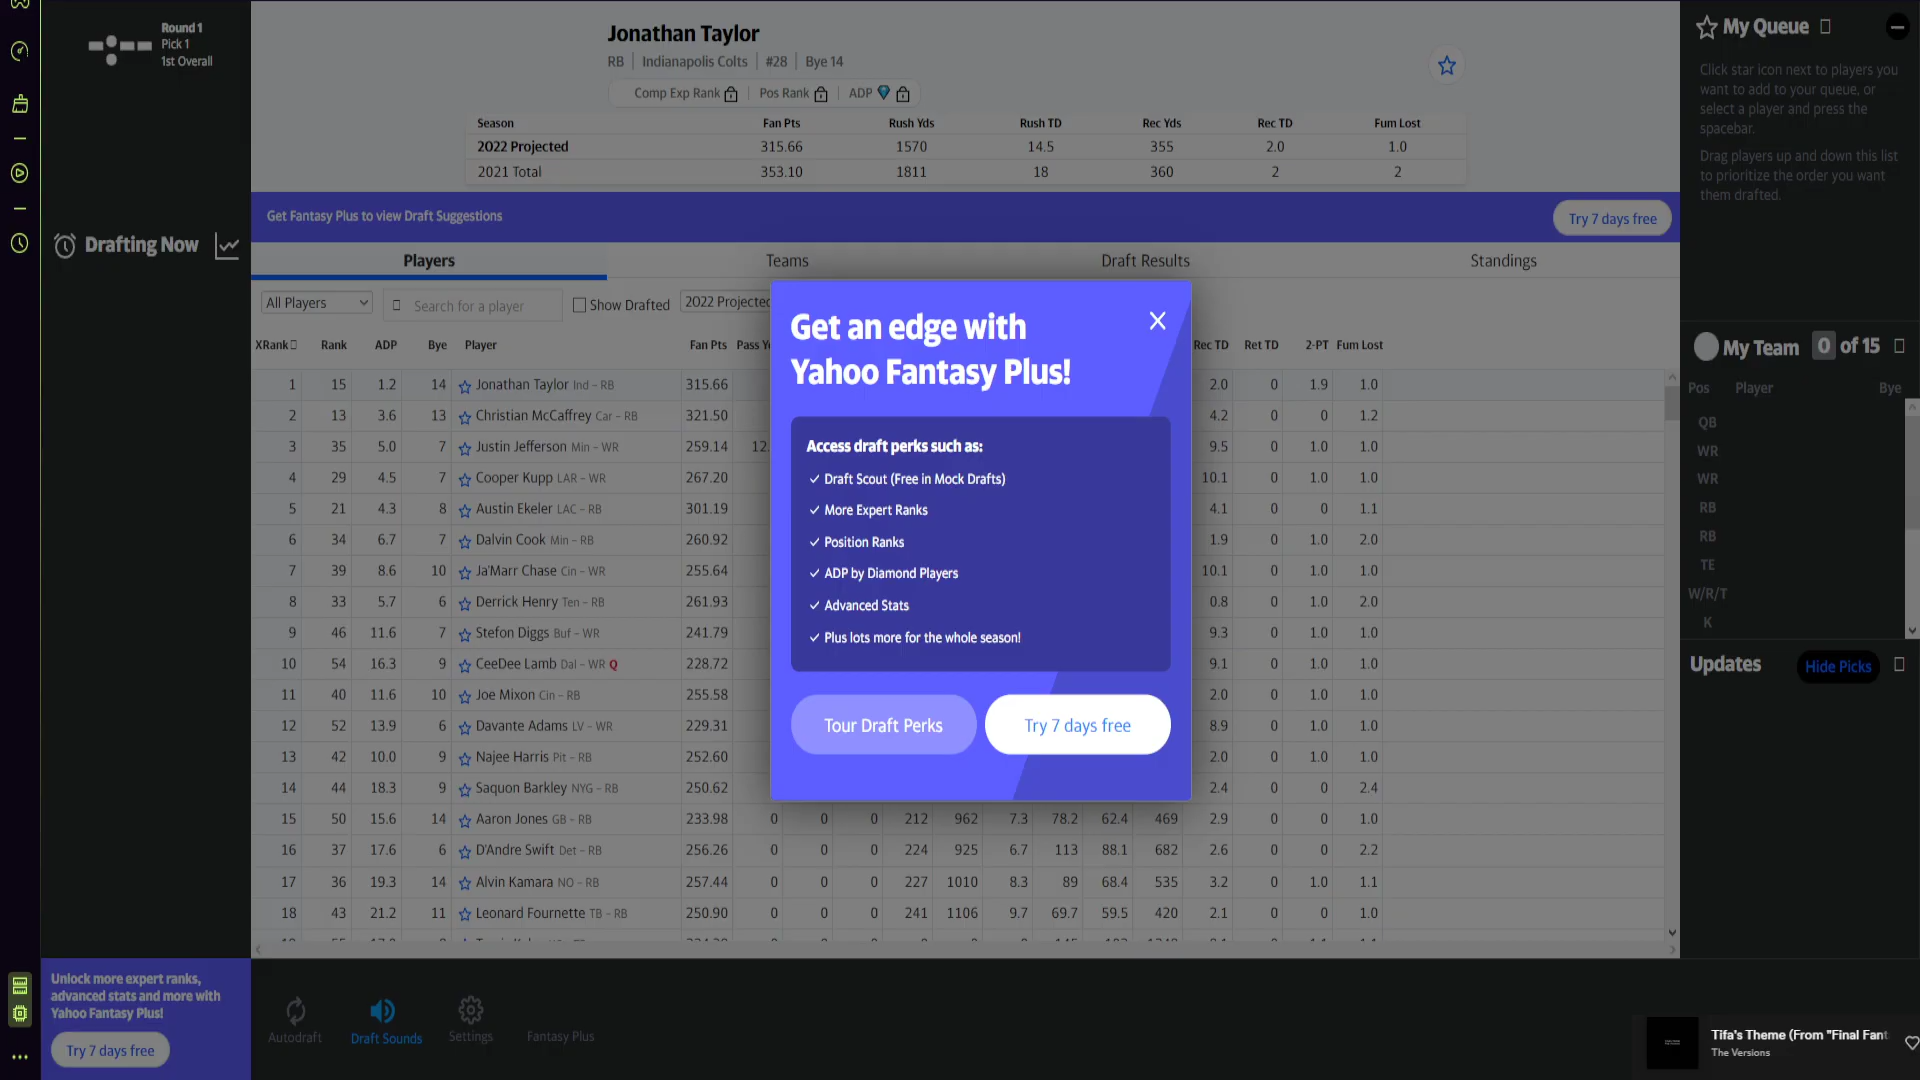 Round 1
Pick 1
1st Overall
Drafting Now
Jonathan Taylor
RB | Indianapolis Colts | #28 | Bye 14
Comp Exp Rank | Pos Rank | ADP
Season Fan Pts Rush Yds Rush TD Rec Yds Rec TD Fum Lost
2022 Projected 315.66 1570 14.5 355 2.0 1.0
2021 Total 353.10 1811 18 360 2 2
Get Fantasy Plus to view Draft Suggestions
Try 7 days free
Players Teams Draft Results Standings
All Players Search for a player Show Drafted 2022 Projected
XRank Rank ADP Bye Player Fan Pts Pass Rec TD Ret TD 2-PT Fum Lost
1 15 1.2 14 Jonathan Taylor Ind - RB 315.66 2.0 0 1.9 1.0
2 13 3.6 13 Christian McCaffrey Car - RB 321.50 4.2 0 0 1.2
3 35 5.0 7 Justin Jefferson Min - WR 259.14 12. 9.5 0 1.0 1.0
4 29 4.5 7 Cooper Kupp LAR - WR 267.20 10.1 0 1.0 1.0
5 21 4.3 8 Austin Ekeler LAC - RB 301.19 4.1 0 0 1.1
6 34 6.7 7 Dalvin Cook Min - RB 260.92 1.9 0 1.0 2.0
7 39 8.6 10 Ja'Marr Chase Cin - WR 255.64 10.1 0 1.0 1.0
8 33 5.7 6 Derrick Henry Ten - RB 261.93 0.8 0 1.0 2.0
9 46 11.6 7 Stefon Diggs Buf - WR 241.79 9.3 0 1.0 1.0
10 54 16.3 9 CeeDee Lamb Dal - WR Q 228.72 9.1 0 1.0 1.0
11 40 11.6 10 Joe Mixon Cin - RB 255.58 2.0 0 1.0 1.0
12 52 13.9 6 Davante Adams LV - WR 229.31 8.9 0 1.0 1.0
13 42 10.0 9 Najee Harris Pit - RB 252.60 2.0 0 1.0 1.0
14 44 18.3 9 Saquon Barkley NYG - RB 250.62 2.4 0 0 2.4
15 50 15.6 14 Aaron Jones GB - RB 233.98 0 0 0 212 962 7.3 78.2 62.4 469 2.9 0 0 1.0
16 37 17.6 6 D'Andre Swift Det - RB 256.26 0 0 0 224 925 6.7 113 88.1 682 2.6 0 0 2.2
17 36 19.3 14 Alvin Kamara NO - RB 257.44 0 0 0 227 1010 8.3 89 68.4 535 3.2 0 1.0 1.1
18 43 21.2 11 Leonard Fournette TB - RB 250.90 0 0 0 241 1106 9.7 69.7 59.5 420 2.1 0 0 1.0
Get an edge with
Yahoo Fantasy Plus!
Access draft perks such as:
✓ Draft Scout (Free in Mock Drafts)
✓ More Expert Ranks
✓ Position Ranks
✓ ADP by Diamond Players
✓ Advanced Stats
✓ Plus lots more for the whole season!
Tour Draft Perks Try 7 days free
My Queue
Click star icon next to players you
want to add to your queue, or
select a player and press the
spacebar.
Drag players up and down this list
to prioritize the order you want
them drafted.
My Team 0 of 15
Pos Player Bye
QB
WR
WR
RB
RB
TE
W/R/T
K
Updates Hide Picks
Unlock more expert ranks,
advanced stats and more with
Yahoo Fantasy Plus!
Try 7 days free
Autodraft Draft Sounds Settings Fantasy Plus
Tifa's Theme (From "Final Fant
The Versions